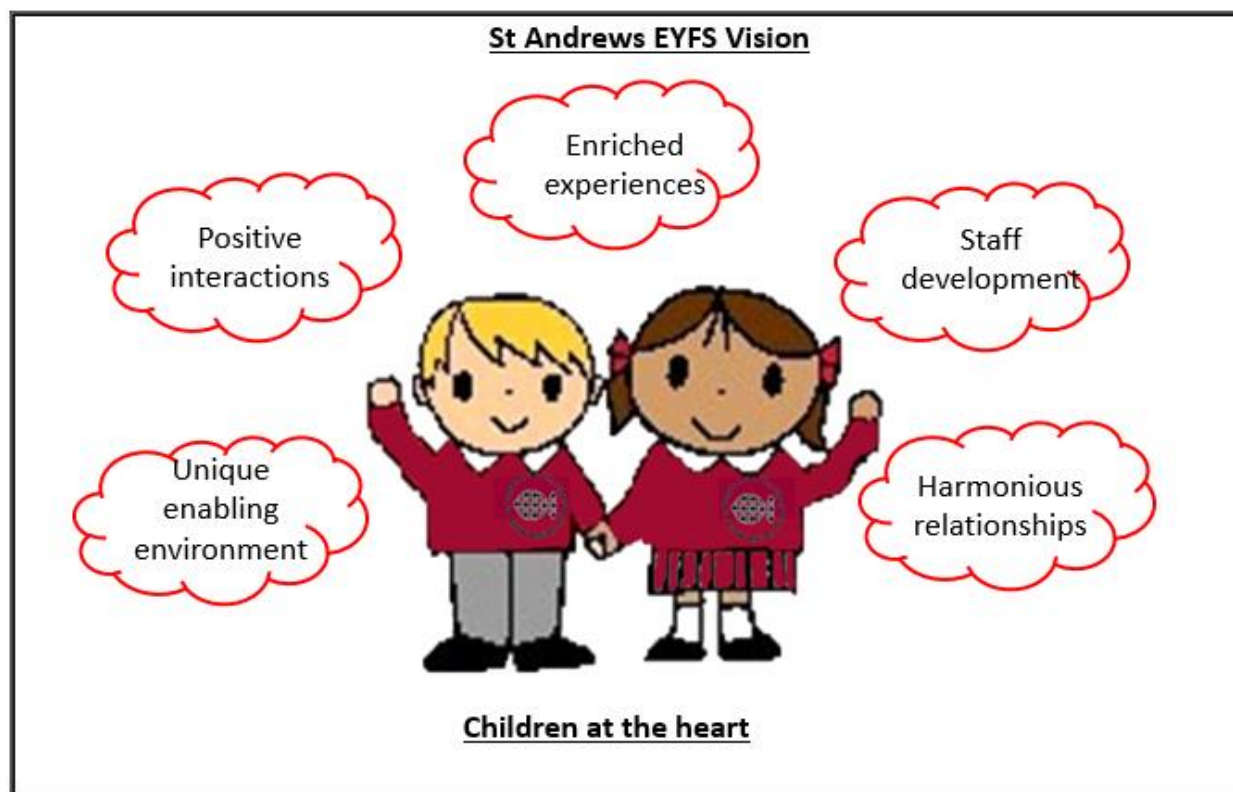 St Andrews EYFS Vision
Enriched
experiences
Positive
interactions
Staff
development
Unique
enabling
environment
Harmonious
relationships
Children at the heart